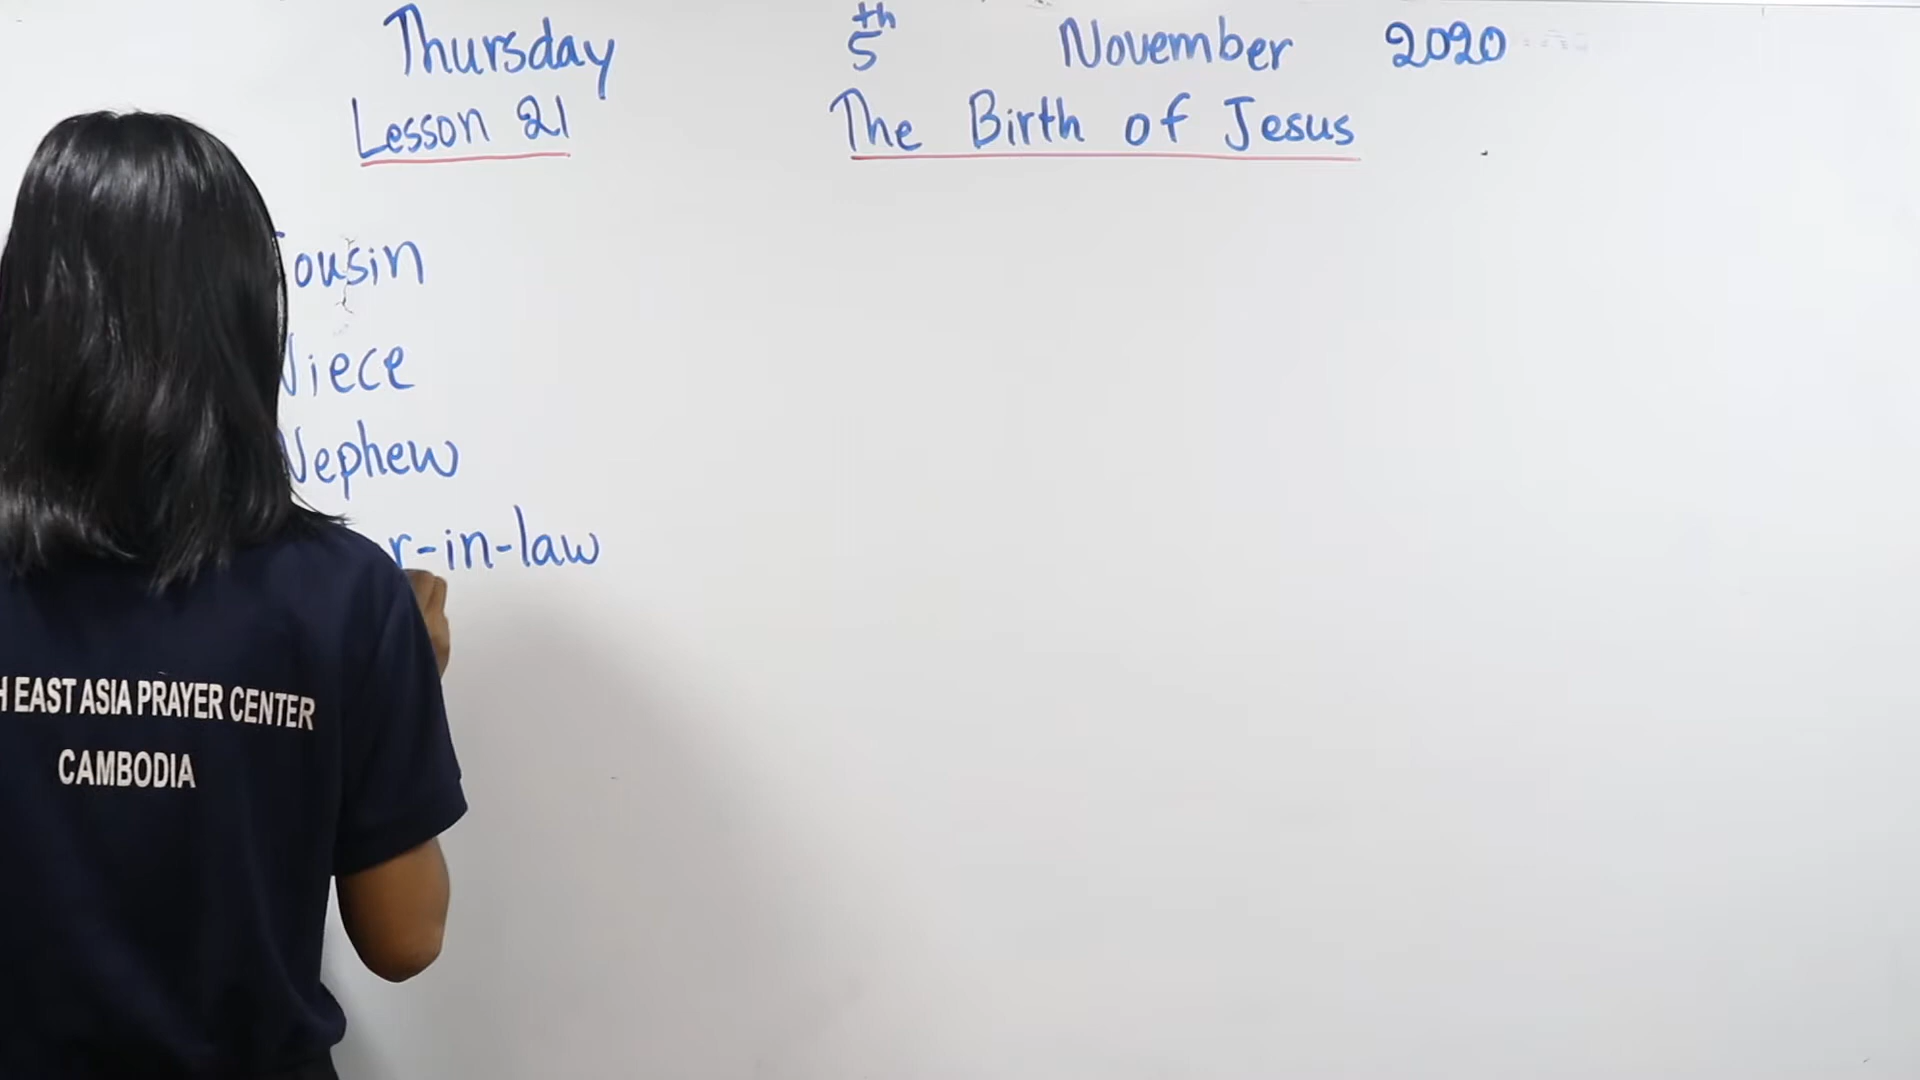 Thursday 5th November 2020
Lesson 21 The Birth of Jesus
ousin
Niece
Nephew
r-in-law
EAST ASIA PRAYER CENTER
CAMBODIA